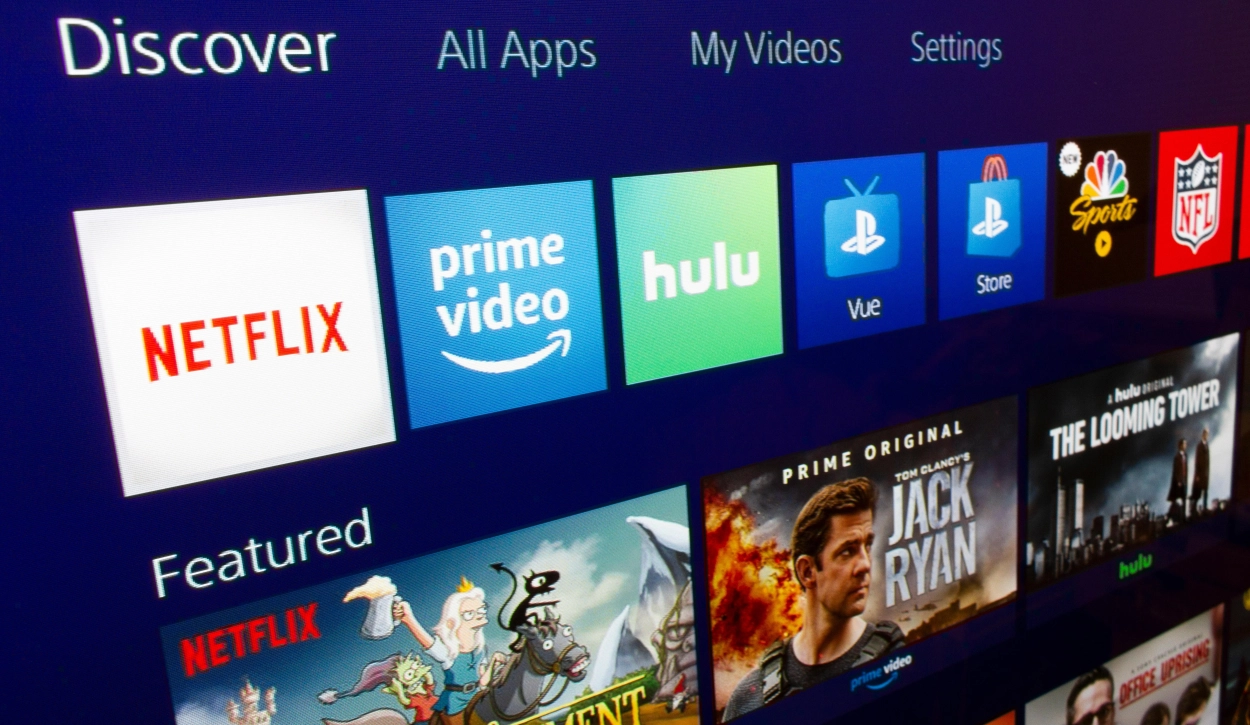 Discover
All Apps
My Videos
Settings
NETFLIX
prime
video
hulu
Vue
Store
NEW
Sports
NFL
Featured
NETFLIX
PRIME ORIGINAL
TOM CLANCY'S
JACK
RYAN
prime video
A hulu ORIGINAL
THE LOOMING TOWER
hulu
OFFICE UPRISING